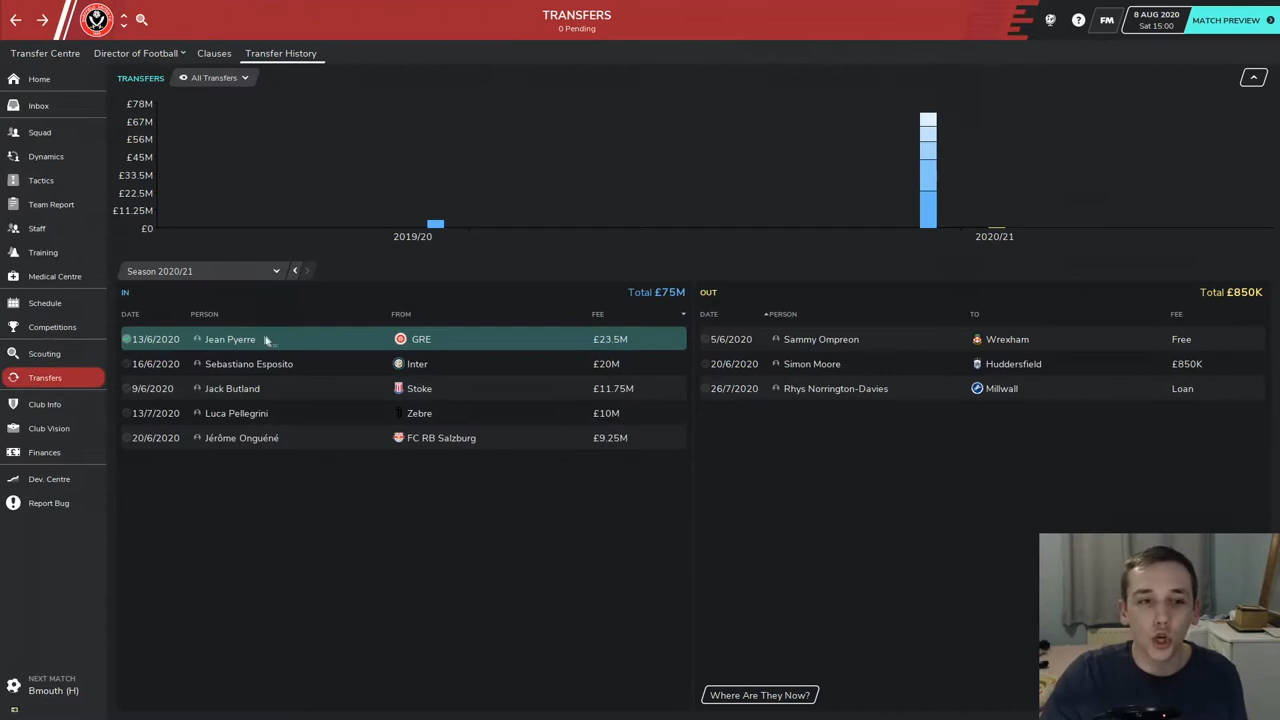 TRANSFERS
0 Pending
FM
8 AUG 2020
Sat 15:00
MATCH PREVIEW
Transfer Centre
Director of Football
Clauses
Transfer History
Home
Inbox
Squad
Dynamics
Tactics
Team Report
Staff
Training
Medical Centre
Schedule
Competitions
Scouting
Transfers
Club Info
Club Vision
Finances
Dev. Centre
Report Bug
NEXT MATCH
Bmouth (H)
TRANSFERS
All Transfers
£78M
£67M
£56M
£45M
£33.5M
£22.5M
£11.25M
£0
2019/20
2020/21
Season 2020/21
IN Total £75M
DATE PERSON FROM FEE
13/6/2020 Jean Pyerre GRE £23.5M
16/6/2020 Sebastiano Esposito Inter £20M
9/6/2020 Jack Butland Stoke £11.75M
13/7/2020 Luca Pellegrini Zebre £10M
20/6/2020 Jérôme Onguéné FC RB Salzburg £9.25M
OUT Total £850K
DATE PERSON TO FEE
5/6/2020 Sammy Ompreon Wrexham Free
20/6/2020 Simon Moore Huddersfield £850K
26/7/2020 Rhys Norrington-Davies Millwall Loan
Where Are They Now?